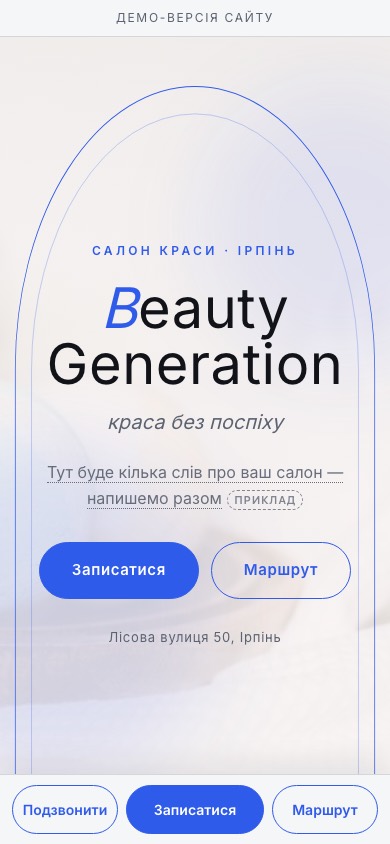 ДЕМО-ВЕРСІЯ САЙТУ
САЛОН КРАСИ · ІРПІНЬ
Beauty
Generation
краса без поспіху
Тут буде кілька слів про ваш салон —
напишемо разом ПРИКЛАД
Записатися Маршрут
Лісова вулиця 50, Ірпінь
Подзвонити Записатися Маршрут